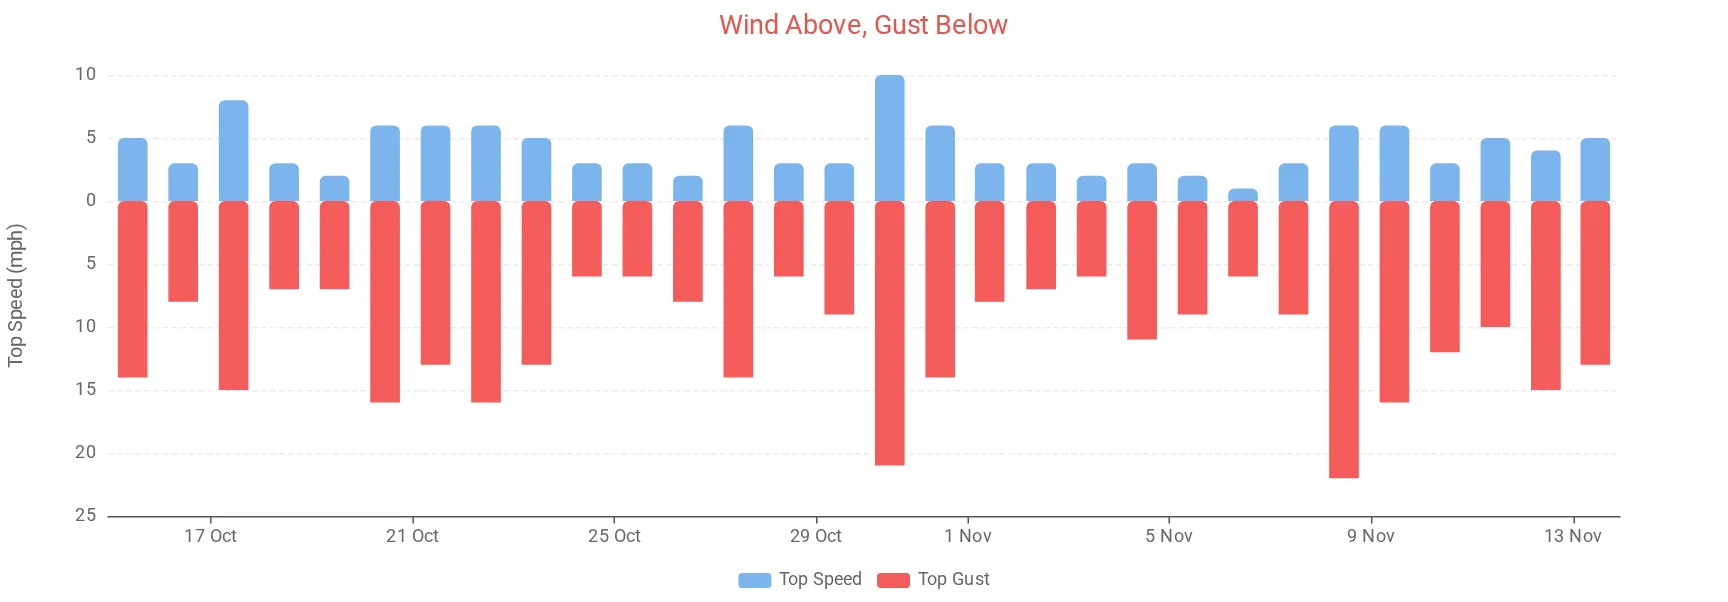 Wind Above, Gust Below
Top Speed (mph)
10
5
0
5
10
15
20
25
17 Oct 21 Oct 25 Oct 29 Oct 1 Nov 5 Nov 9 Nov 13 Nov
Top Speed Top Gust